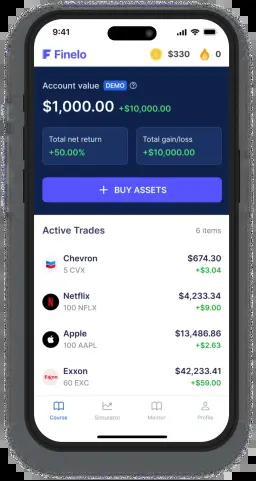 9:41
Finelo $330 0
Account value DEMO
$1,000.00 +$10,000.00
Total net return
+50.00%
Total gain/loss
+$10,000.00
+ BUY ASSETS
Active Trades 6 items
Chevron $674.30
5 CVX +$3.04
Netflix $4,233.34
100 NFLX +$9.00
Apple $13,486.86
100 AAPL +$2.63
Exxon
Exxon $42,233.41
60 EXC +$59.00
Course Simulator Mentor Profile